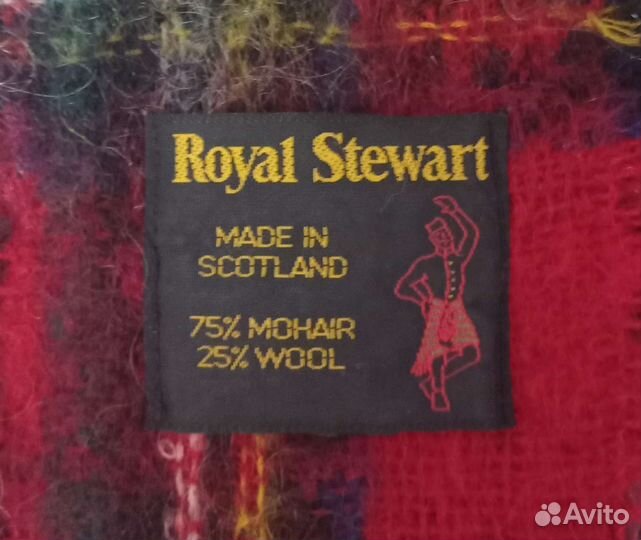 Royal Stewart
MADE IN
SCOTLAND
75% MOHAIR
25% WOOL
Avito